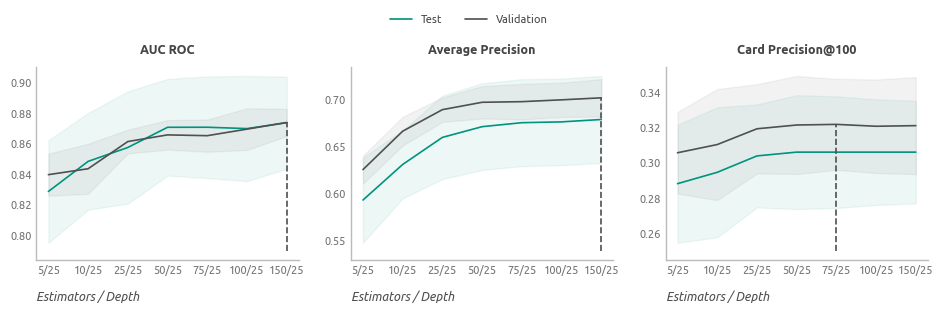 Test Validation
AUC ROC
0.90
0.88
0.86
0.84
0.82
0.80
5/25 10/25 25/25 50/25 75/25 100/25 150/25
Estimators / Depth
Average Precision
0.70
0.65
0.60
0.55
5/25 10/25 25/25 50/25 75/25 100/25 150/25
Estimators / Depth
Card Precision@100
0.34
0.32
0.30
0.28
0.26
5/25 10/25 25/25 50/25 75/25 100/25 150/25
Estimators / Depth